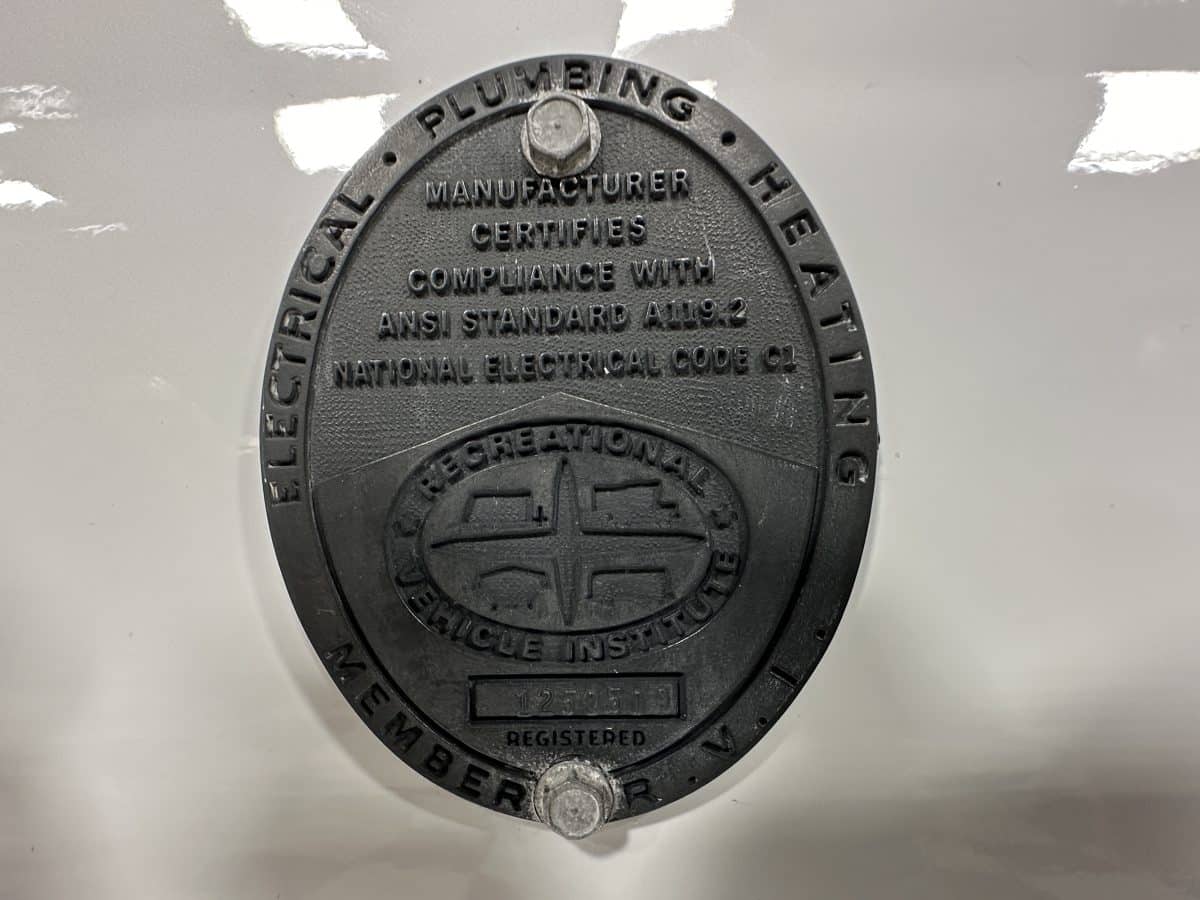 ELECTRICAL • PLUMBING • HEATING
MANUFACTURER
CERTIFIES
COMPLIANCE WITH
ANSI STANDARD A119.2
NATIONAL ELECTRICAL CODE C1
RECREATIONAL
VEHICLE INSTITUTE
REGISTERED
MEMBER R.V.I.